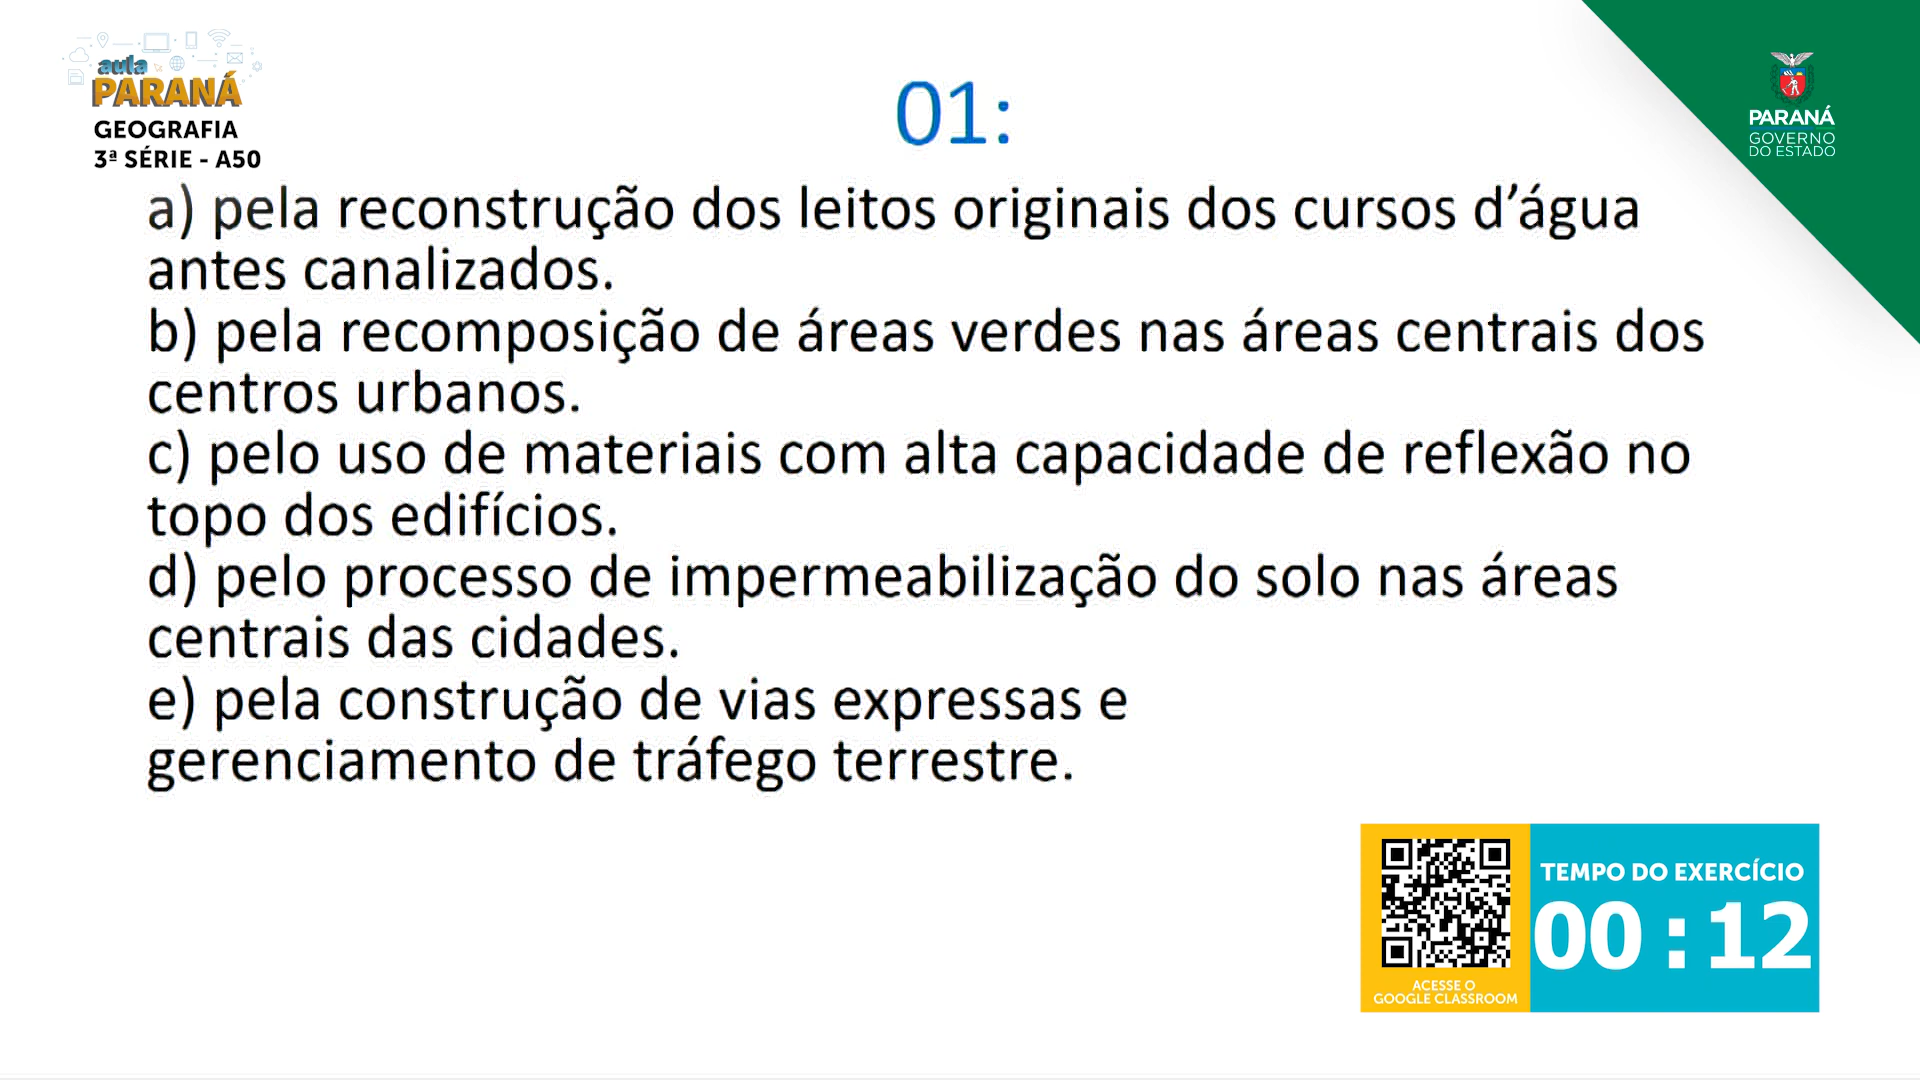 aula
PARANÁ
GEOGRAFIA
3ª SÉRIE - A50
01:
PARANÁ
GOVERNO
DO ESTADO
a) pela reconstrução dos leitos originais dos cursos d’água
antes canalizados.
b) pela recomposição de áreas verdes nas áreas centrais dos
centros urbanos.
c) pelo uso de materiais com alta capacidade de reflexão no
topo dos edifícios.
d) pelo processo de impermeabilização do solo nas áreas
centrais das cidades.
e) pela construção de vias expressas e
gerenciamento de tráfego terrestre.
ACESSE O
GOOGLE CLASSROOM
TEMPO DO EXERCÍCIO
00 : 12